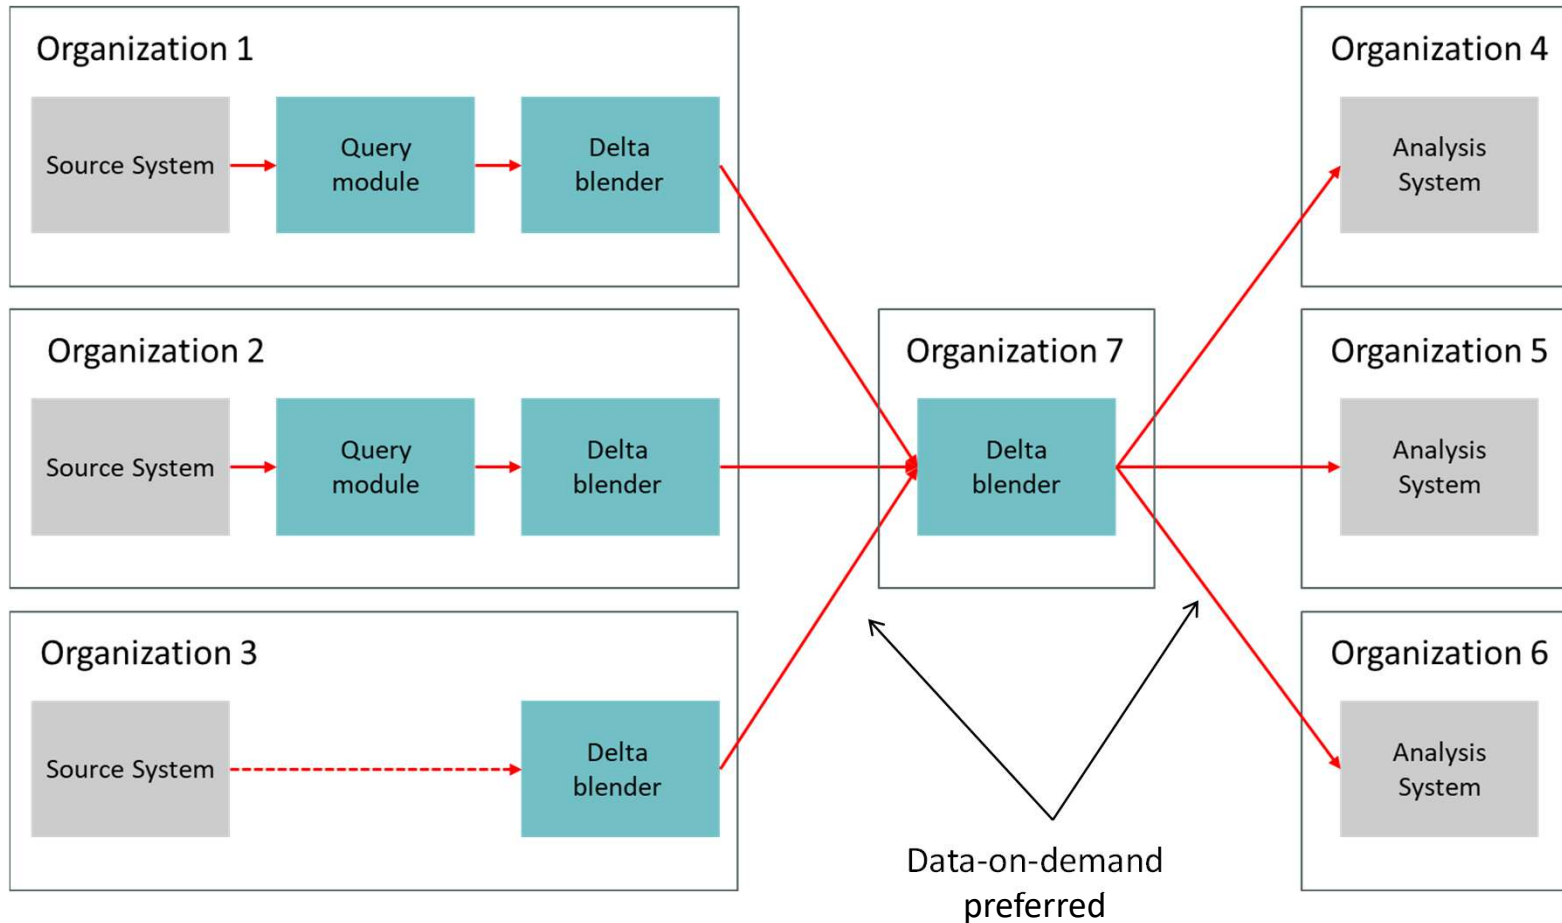 Organization 1
Source System
Query
module
Delta
blender
Organization 2
Source System
Query
module
Delta
blender
Organization 3
Source System
Delta
blender
Organization 7
Delta
blender
Data-on-demand
preferred
Organization 4
Analysis
System
Organization 5
Analysis
System
Organization 6
Analysis
System